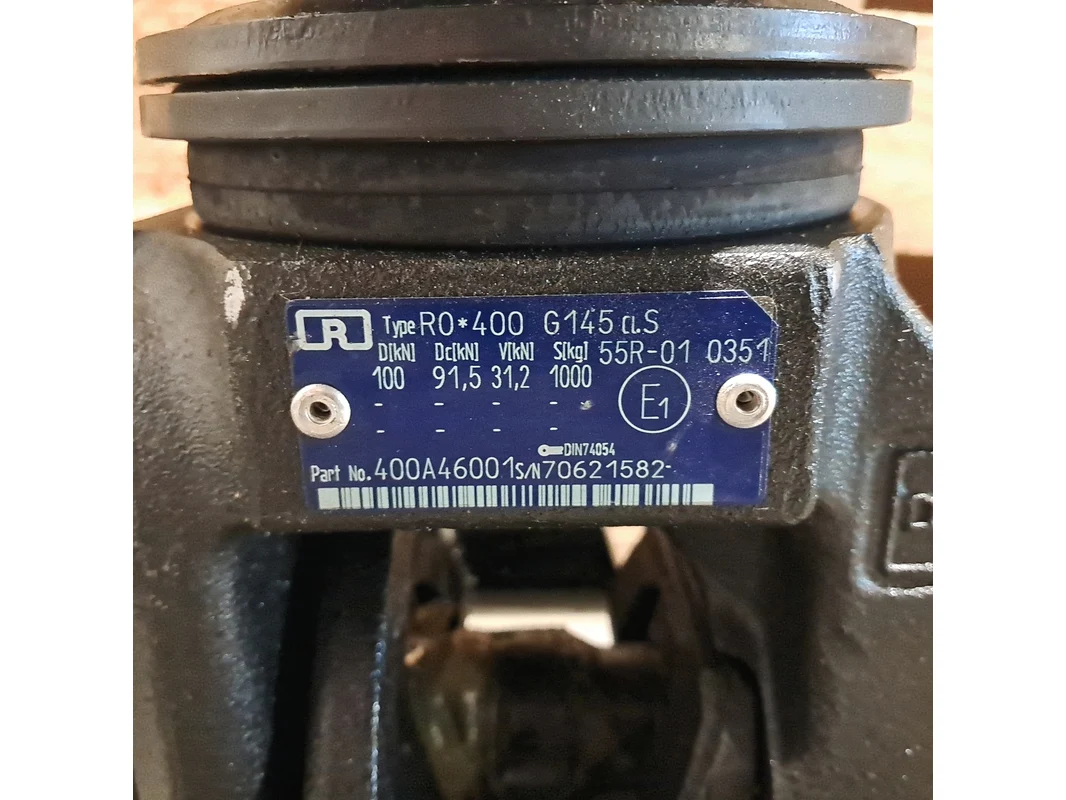 R Type RO*400 G145 cl.S
D[kN] Dc[kN] V[kN] S[kg] 55R-01 0351
100 91,5 31,2 1000 E1
- - - -
- - - -
DIN74054
Part No. 400A46001 S/N 70621582-